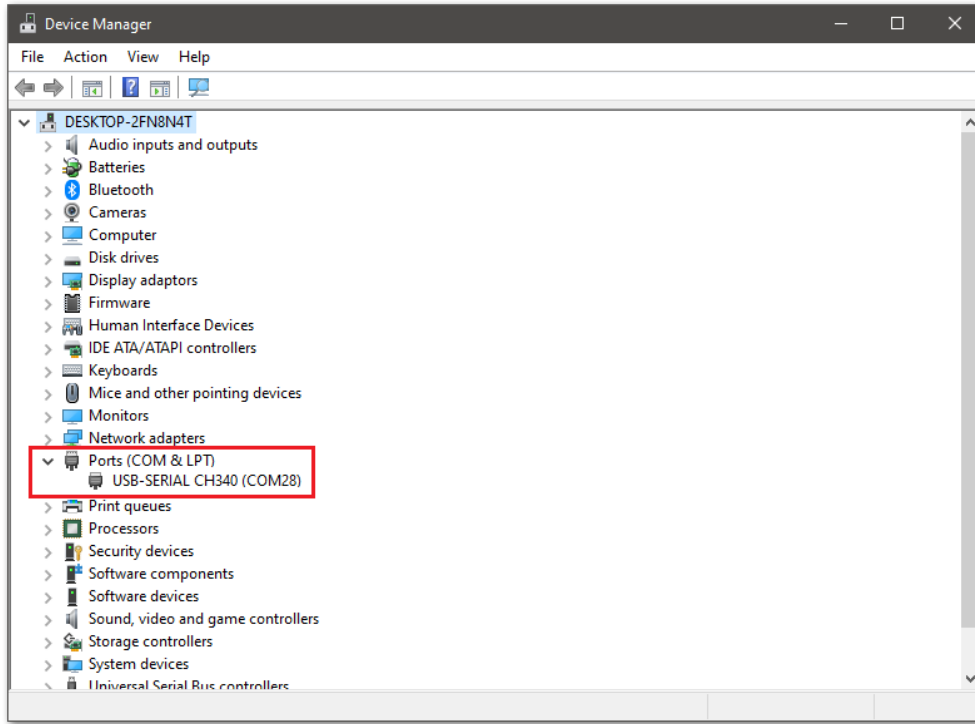 Device Manager
File Action View Help
DESKTOP-2FN8N4T
Audio inputs and outputs
Batteries
Bluetooth
Cameras
Computer
Disk drives
Display adaptors
Firmware
Human Interface Devices
IDE ATA/ATAPI controllers
Keyboards
Mice and other pointing devices
Monitors
Network adapters
Ports (COM & LPT)
USB-SERIAL CH340 (COM28)
Print queues
Processors
Security devices
Software components
Software devices
Sound, video and game controllers
Storage controllers
System devices
Universal Serial Bus controllers